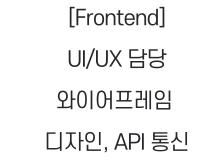 [Frontend]
UI/UX 담당
와이어프레임
디자인, API 통신